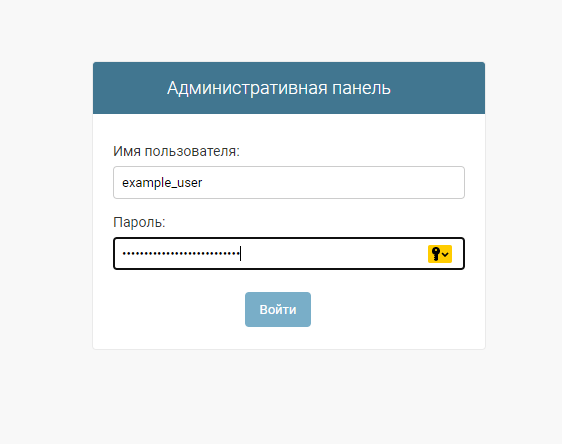 Административная панель
Имя пользователя:
example_user
Пароль:
Войти